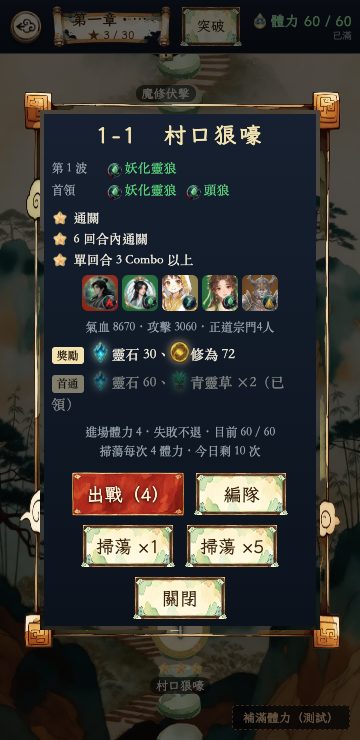 第一章‧⋯
★ 3 / 30
突破
體力 60 / 60
已滿
魔修伏擊
1-1 村口狼嚎
第 1 波 妖化靈狼
首領 妖化靈狼 頭狼
通關
6 回合內通關
單回合 3 Combo 以上
氣血 8670‧攻擊 3060‧正道宗門4人
獎勵 靈石 30、修為 72
首通 靈石 60、青靈草 ×2（已
領）
進場體力 4‧失敗不退‧目前 60 / 60
掃蕩每次 4 體力‧今日剩 10 次
出戰（4）
編隊
掃蕩 ×1
掃蕩 ×5
關閉
村口狼嚎
補滿體力（測試）